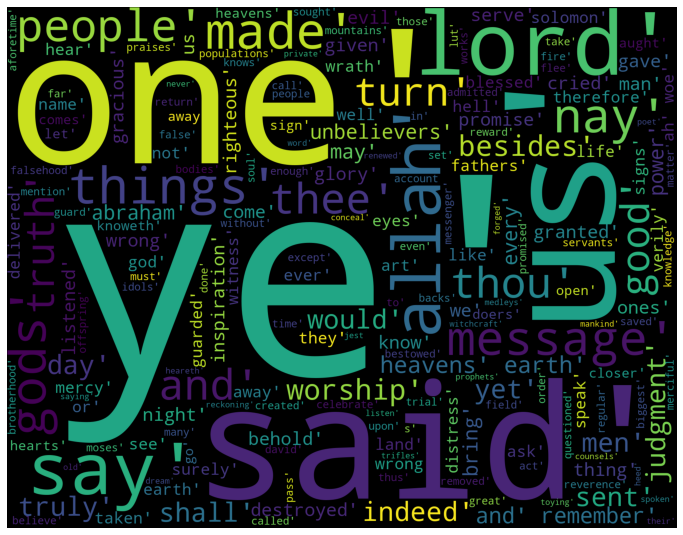 people'
made'
lord'
one'
ye'
said'
us'
allah'
say'
things'
thee'
thou'
message'
gods'
truth'
turn'
nay'
good'
besides'
and'
worship'
would'
judgment'
men'
sent'
shall'
indeed'
truly'
day'
earth'
heavens'
remember'
and'
yet'
bring'
unbelievers'
may'
glory'
righteous'
gracious'
given'
wrath'
evil'
us'
hear'
heavens'
sought'
those'
mountains'
aforetime'
praises'
populations'
knows'
private'
lut'
works'
serve'
solomon'
take'
fire'
flee'
aught'
woe'
poet'
blessed'
cried'
admitted'
hell'
therefore'
man'
gave'
promise'
reward'
life'
fathers'
power'
ah'
matter'
signs'
set'
verily'
merciful'
knowledge'
far'
name'
comes'
let'
call'
people
never'
return'
away'
false'
sign'
well'
in'
soul'
word'
renewed'
not'
falsehood'
mention'
bodies'
enough'
account'
messenger'
even'
guard'
abraham'
knoweth'
come'
without'
eyes'
conceal'
forged'
like'
every'
granted'
servants'
promised'
open'
ones'
delivered'
listened'
wrong'
god'
must'
idols'
offspring'
done'
guarded'
inspiration'
witness'
except'
ever'
art'
they'
to'
backs'
we'
doers'
medleys'
witchcraft'
mankind'
saved'
time'
jest'
know'
bestowed'
heareth'
mercy'
or'
saying'
night'
away'
created'
celebrate'
trial'
reckoning'
listen'
upon'
s'
distress
prophets'
order'
closer'
field'
speak'
regular'
biggest'
questioned'
thing'
brotherhood'
hearts'
moses'
see'
behold'
many'
go
surely'
david'
land'
trifles'
wrong
removed'
ask'
act'
reverence'
counsels'
heed'
old'
dream'
earth'
pass'
thus'
great'
toying'
spoken'
believe'
taken'
called'
destroyed'
their'